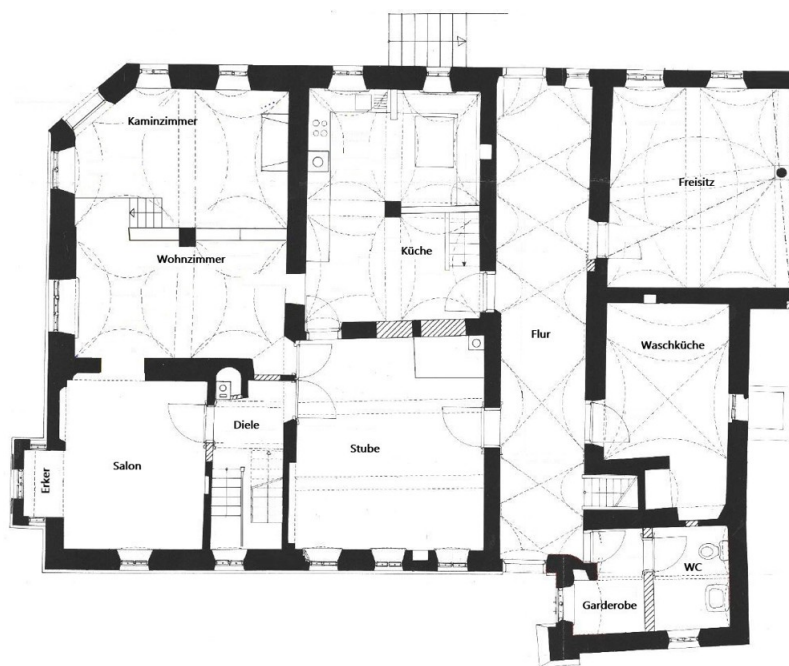 Kaminzimmer
Freisitz
Küche
Wohnzimmer
Flur
Waschküche
Diele
Stube
Salon
Erker
WC
Garderobe